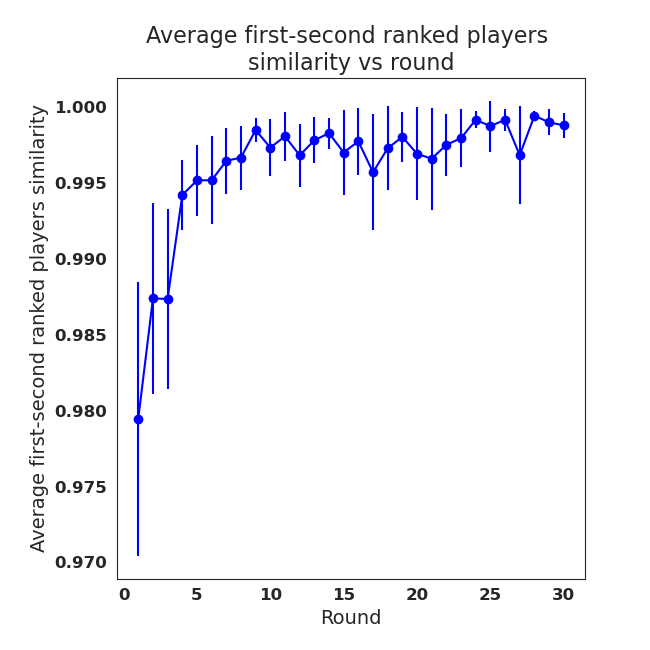 Average first-second ranked players
similarity vs round
Average first-second ranked players similarity
1.000
0.995
0.990
0.985
0.980
0.975
0.970
0 5 10 15 20 25 30
Round